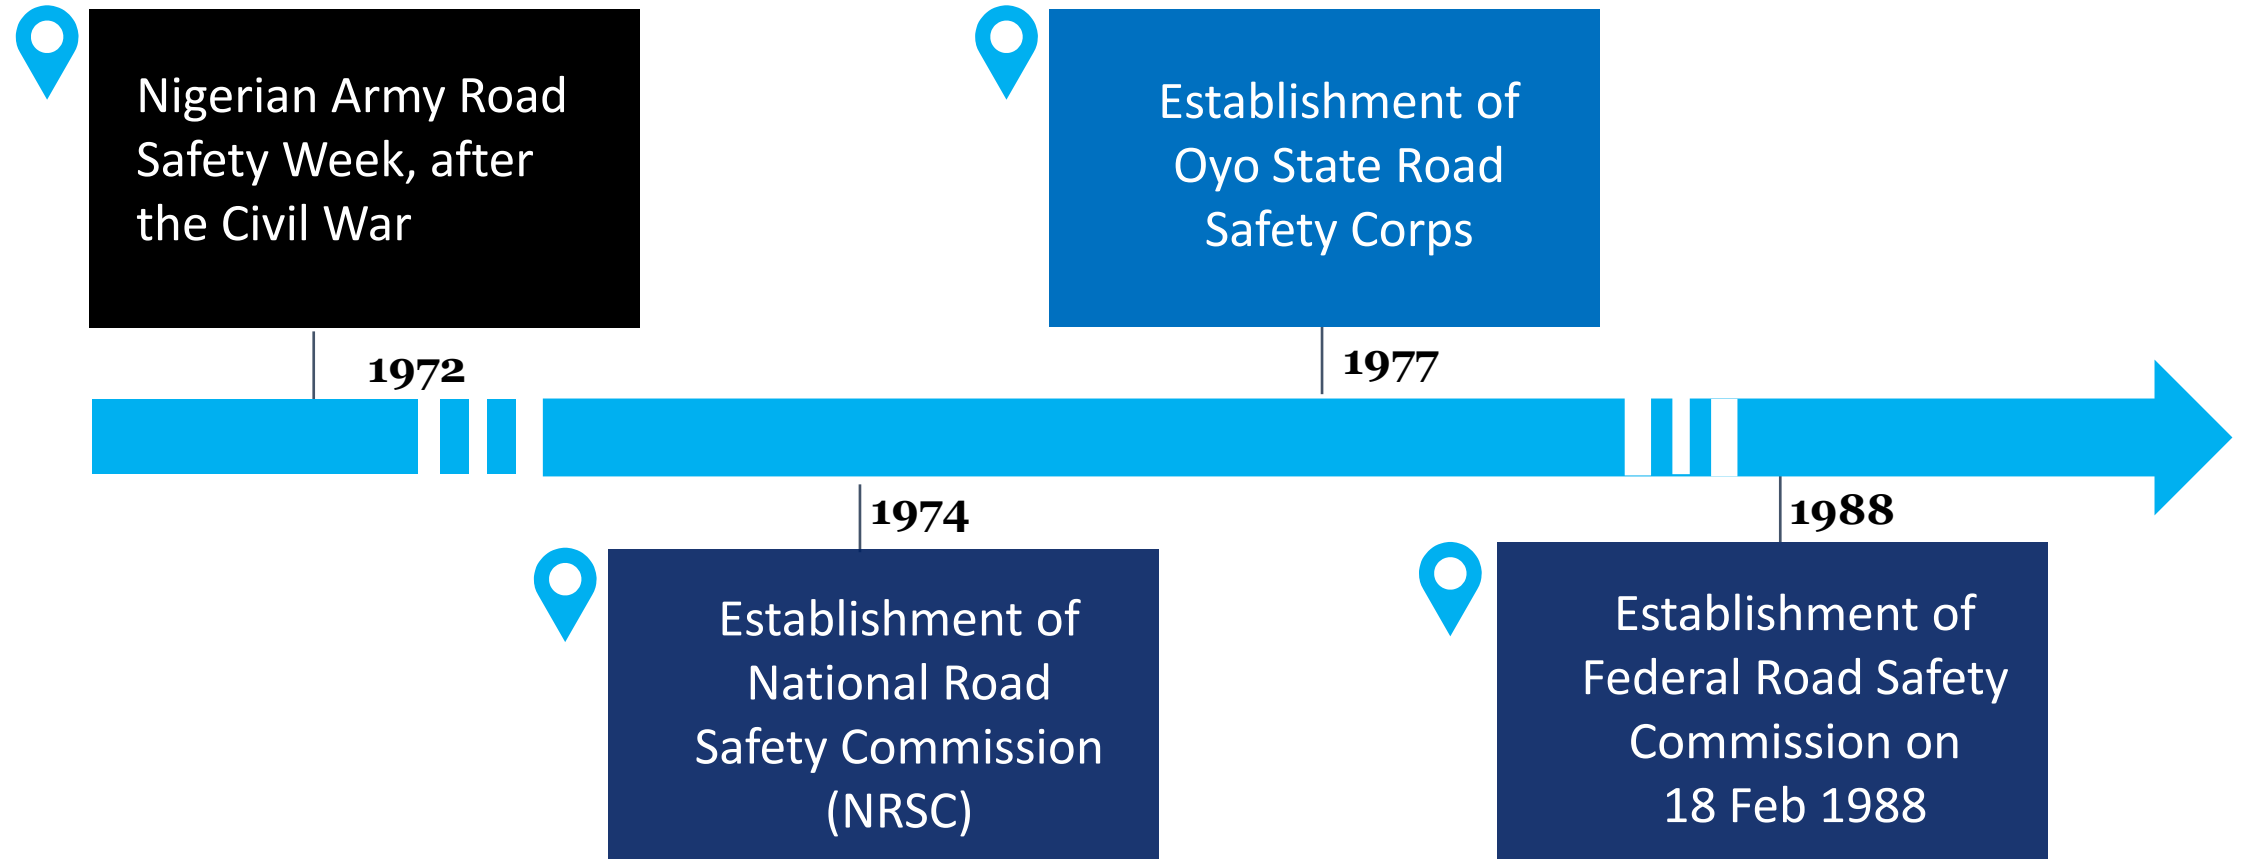 Nigerian Army Road
Safety Week, after
the Civil War
1972
Establishment of
National Road
Safety Commission
(NRSC)
1974
Establishment of
Oyo State Road
Safety Corps
1977
Establishment of
Federal Road Safety
Commission on
18 Feb 1988
1988